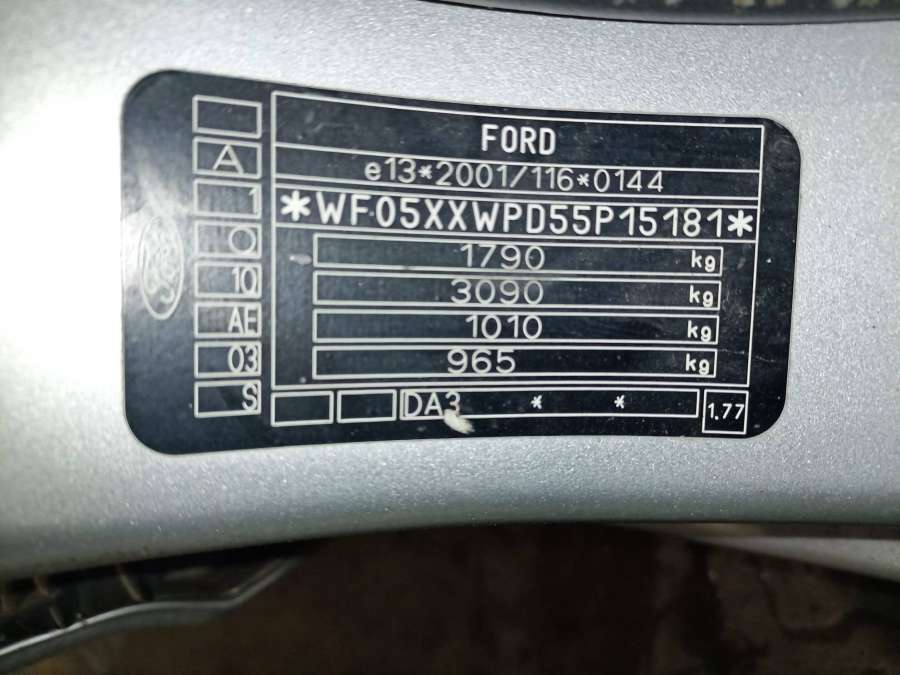 FORD
e13*2001/116*0144
*WF05XXWPD55P15181*
1790 kg
3090 kg
1010 kg
965 kg
A
1
O
10
AE
03
S
DA3 * *
1.77